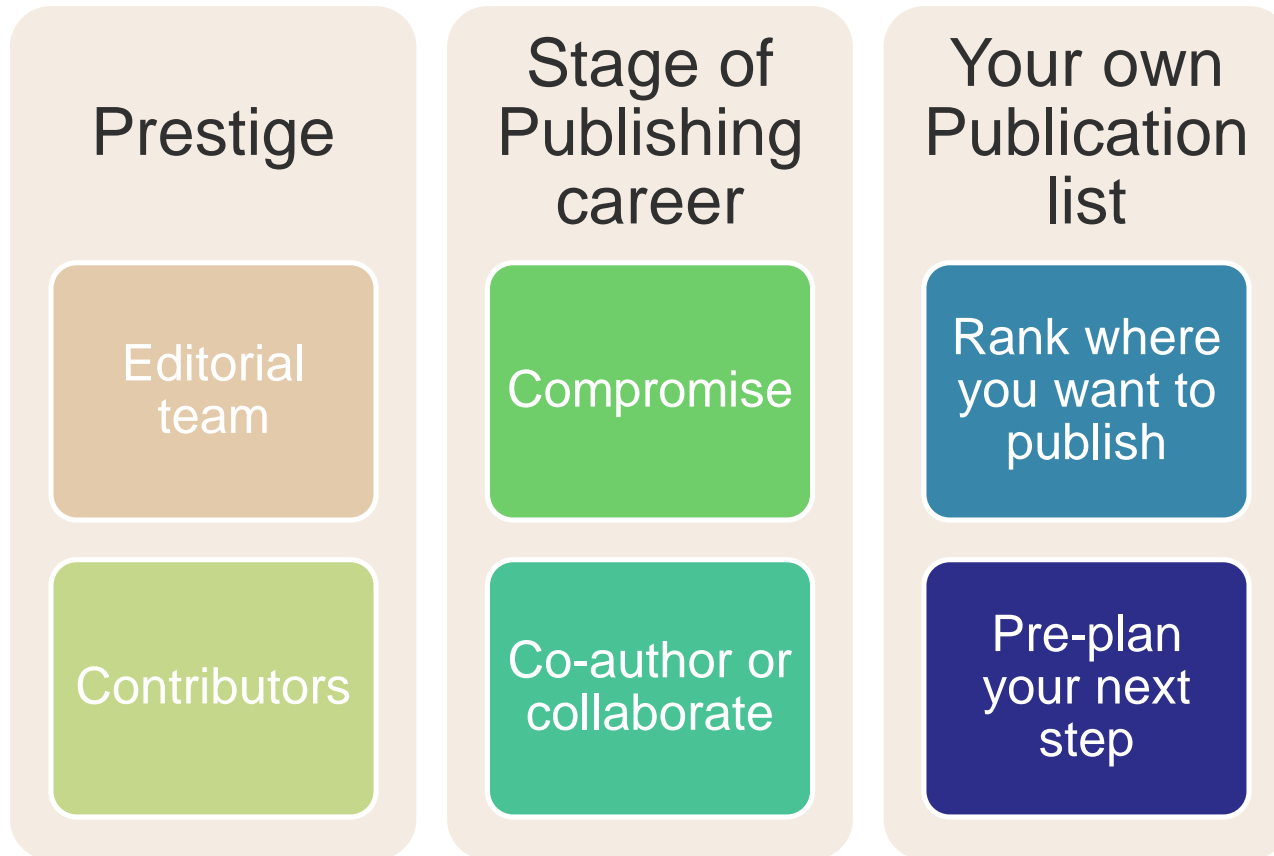 Prestige
Editorial
team
Contributors
Stage of
Publishing
career
Compromise
Co-author or
collaborate
Your own
Publication
list
Rank where
you want to
publish
Pre-plan
your next
step